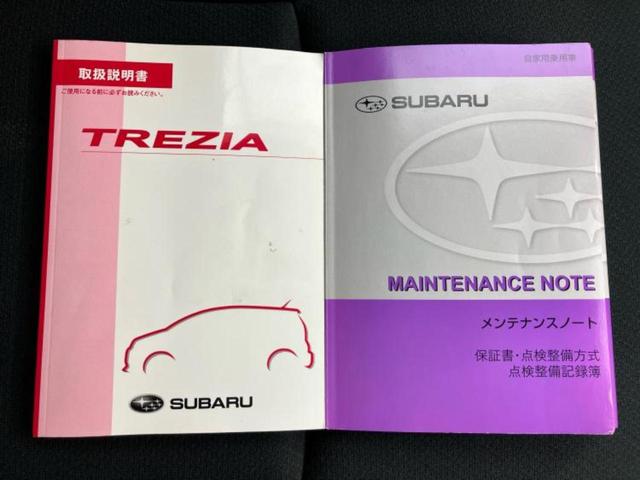 取扱説明書
ご使用になる前に必ずお読みください。
TREZIA
SUBARU
自家用乗用車
SUBARU
MAINTENANCE NOTE
メンテナンスノート
保証書・点検整備方式
点検整備記録簿